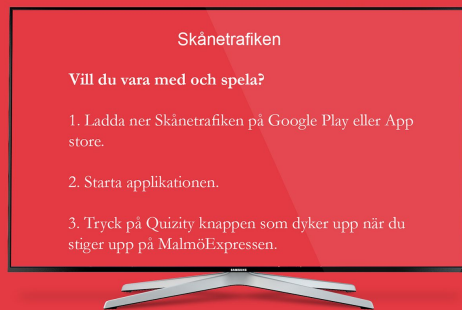 Skånetrafiken
Vill du vara med och spela?
1. Ladda ner Skånetrafiken på Google Play eller App
store.
2. Starta applikationen.
3. Tryck på Quizity knappen som dyker upp när du
stiger upp på MalmöExpressen.
SAMSUNG